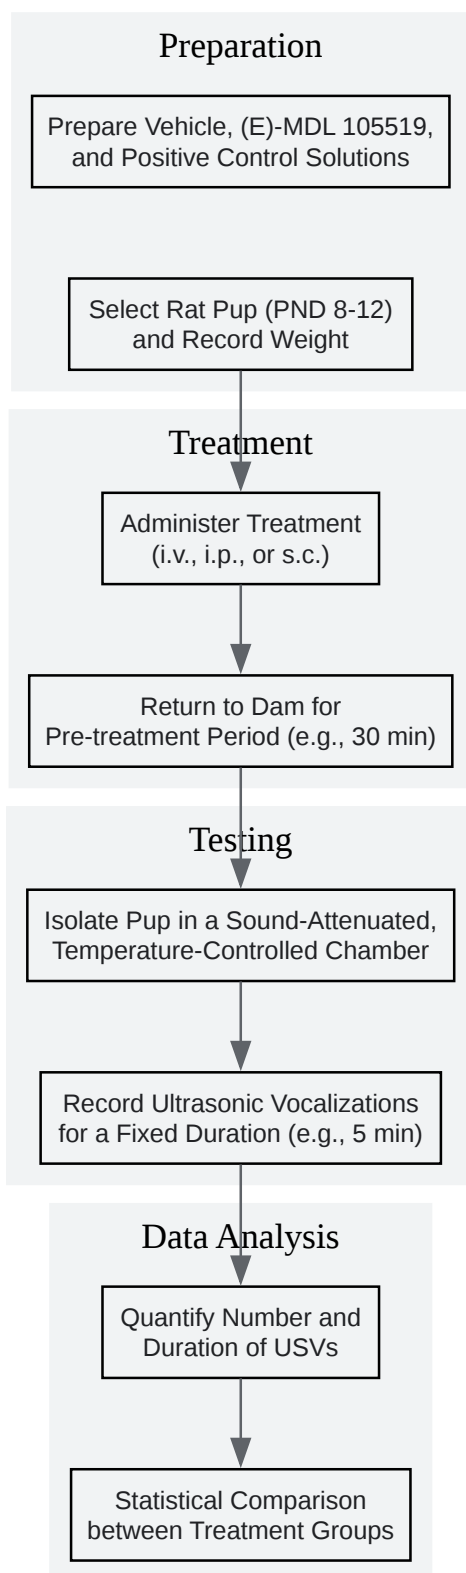 Preparation
Prepare Vehicle, (E)-MDL 105519,
and Positive Control Solutions
Select Rat Pup (PND 8-12)
and Record Weight
Treatment
Administer Treatment
(i.v., i.p., or s.c.)
Return to Dam for
Pre-treatment Period (e.g., 30 min)
Testing
Isolate Pup in a Sound-Attenuated,
Temperature-Controlled Chamber
Record Ultrasonic Vocalizations
for a Fixed Duration (e.g., 5 min)
Data Analysis
Quantify Number and
Duration of USVs
Statistical Comparison
between Treatment Groups